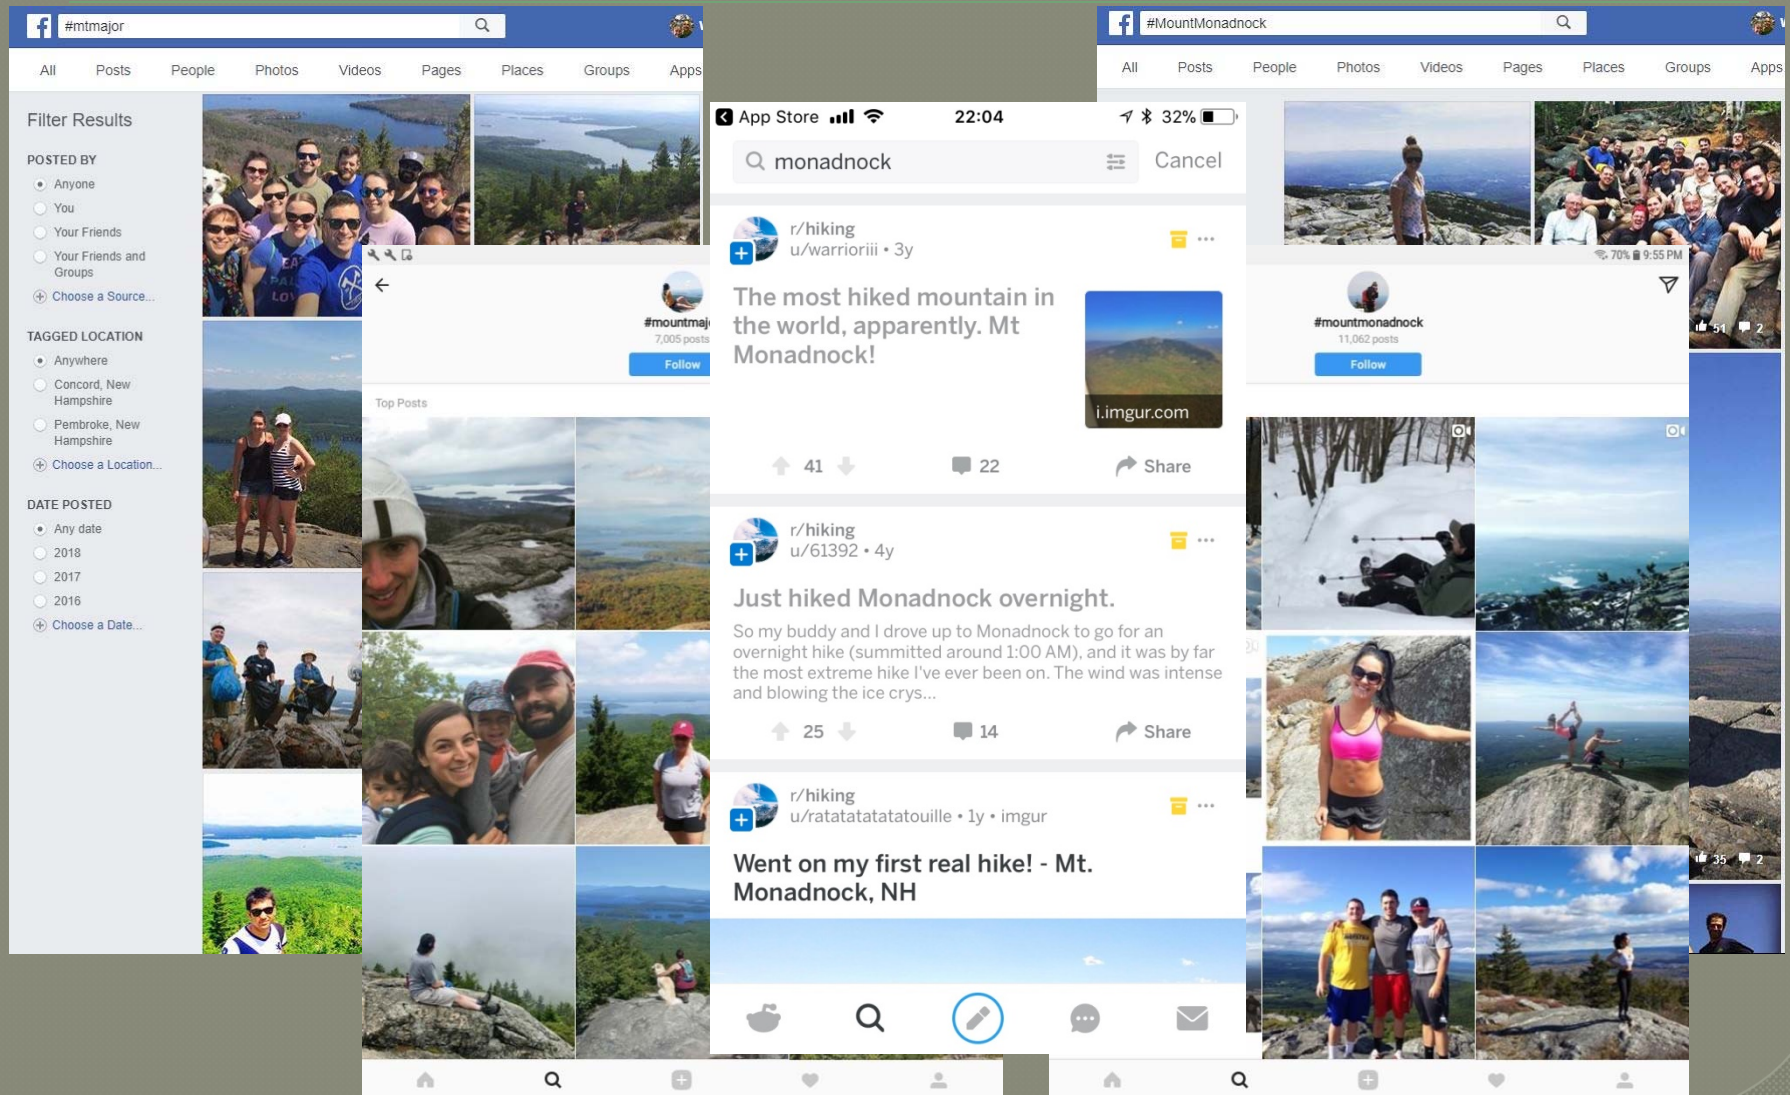 #mtmajor
All Posts People Photos Videos Pages Places Groups Apps
Filter Results
POSTED BY
Anyone
You
Your Friends
Your Friends and
Groups
Choose a Source...
TAGGED LOCATION
Anywhere
Concord, New
Hampshire
Pembroke, New
Hampshire
Choose a Location...
DATE POSTED
Any date
2018
2017
2016
Choose a Date...
#mountmaj
7,005 posts
Follow
Top Posts
App Store 22:04 32%
monadnock Cancel
r/hiking
u/warrioriii • 3y
The most hiked mountain in
the world, apparently. Mt
Monadnock!
i.imgur.com
41 22 Share
r/hiking
u/61392 • 4y
Just hiked Monadnock overnight.
So my buddy and I drove up to Monadnock to go for an
overnight hike (summitted around 1:00 AM), and it was by far
the most extreme hike I've ever been on. The wind was intense
and blowing the ice crys...
25 14 Share
r/hiking
u/ratatatatatatouille • 1y • imgur
Went on my first real hike! - Mt.
Monadnock, NH
#MountMonadnock
All Posts People Photos Videos Pages Places Groups Apps
51 2
70% 9:55 PM
#mountmonadnock
11,062 posts
Follow
35 2